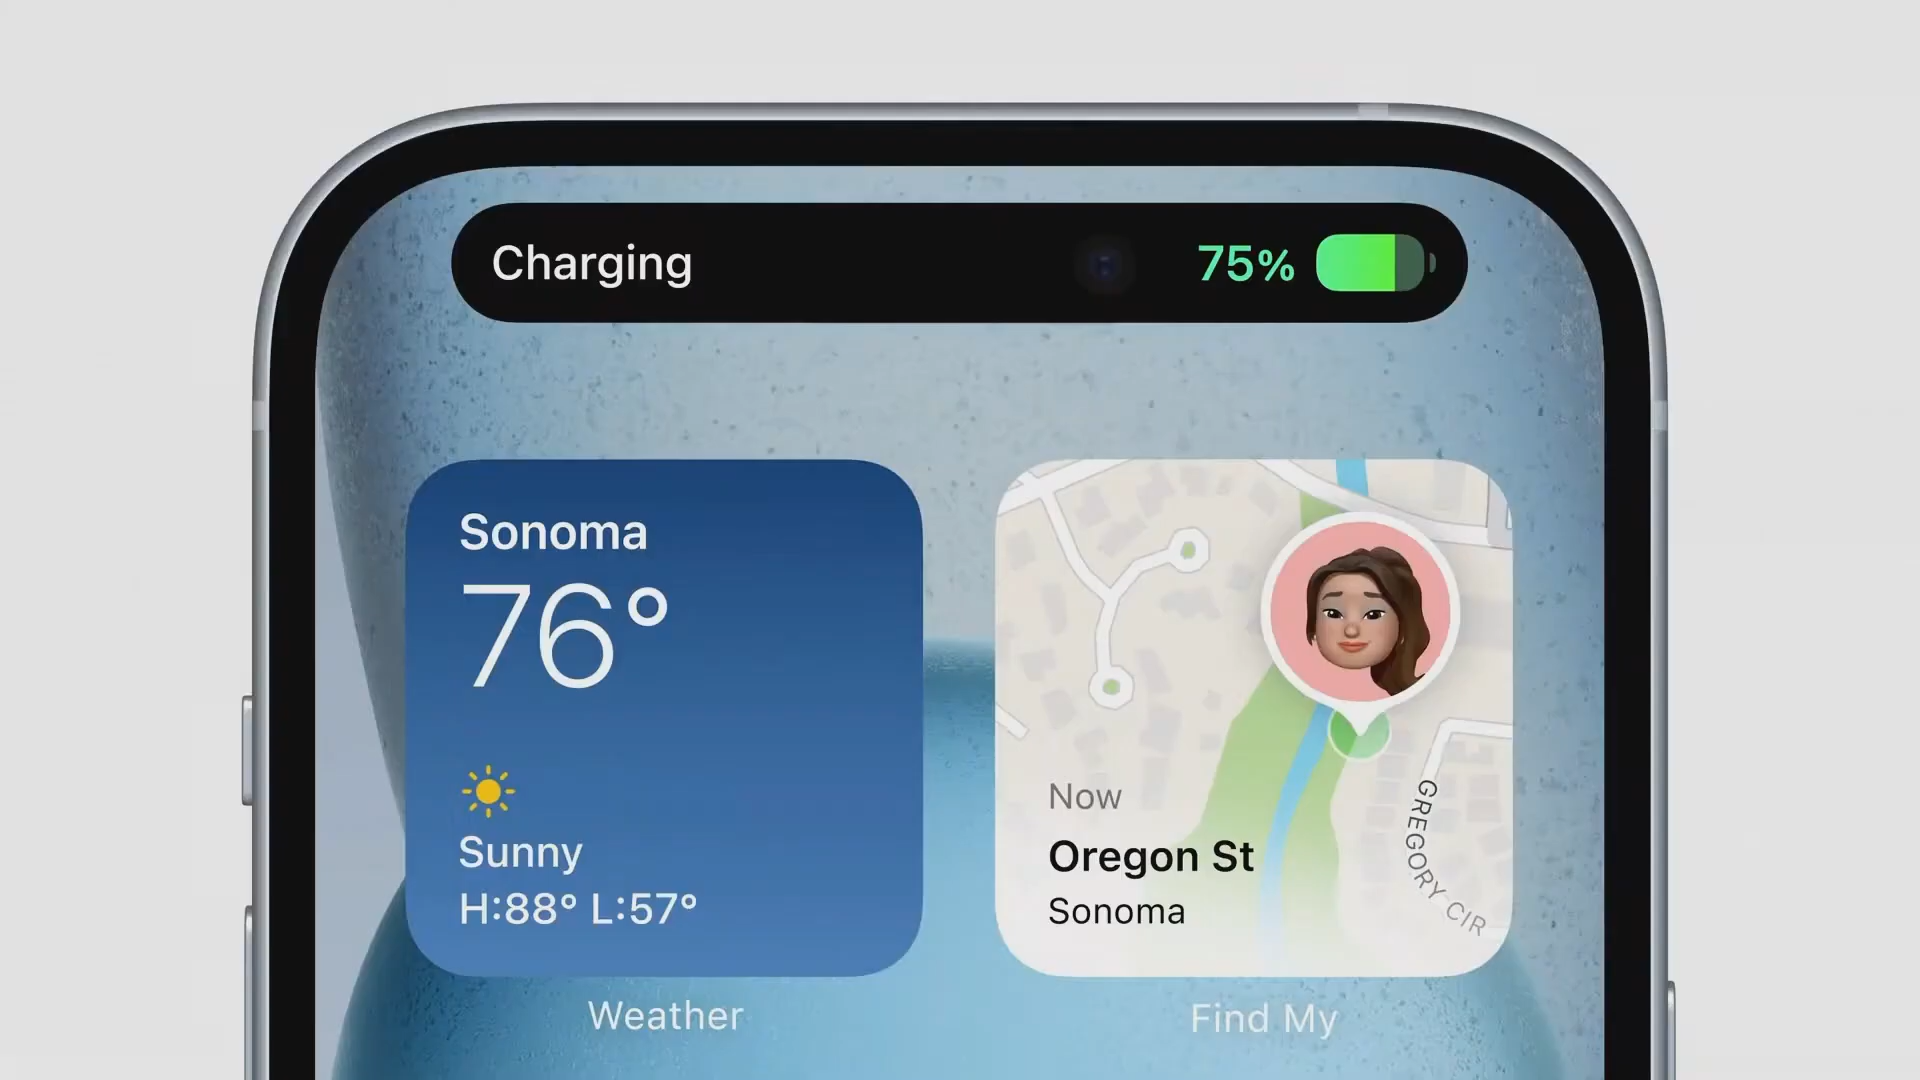 Charging 75%
Sonoma
76°
Sunny
H:88° L:57°
Weather
Now
Oregon St
Sonoma
GREGORY CIR
Find My